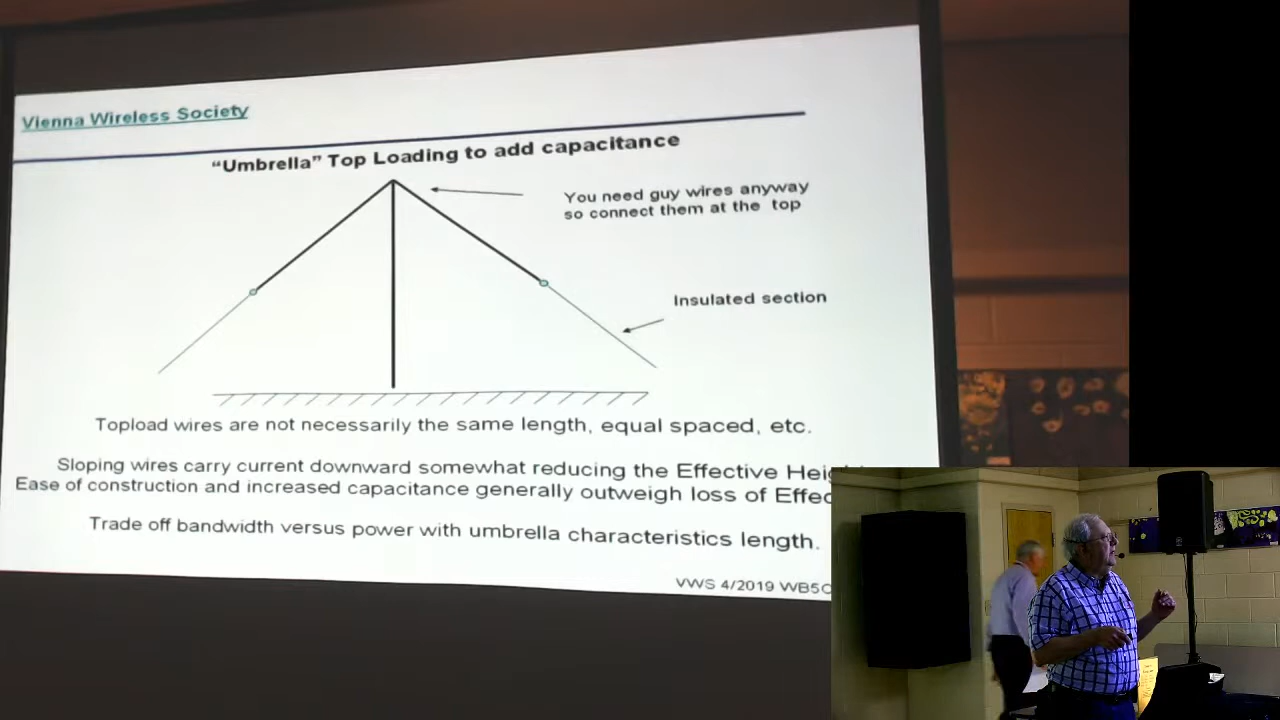 Vienna Wireless Society
“Umbrella” Top Loading to add capacitance
You need guy wires anyway
so connect them at the top
Insulated section
Topload wires are not necessarily the same length, equal spaced, etc.
Sloping wires carry current downward somewhat reducing the Effective
Ease of construction and increased capacitance generally outweigh loss of
Trade off bandwidth versus power with umbrella characteristics length.
VWS 4/2019